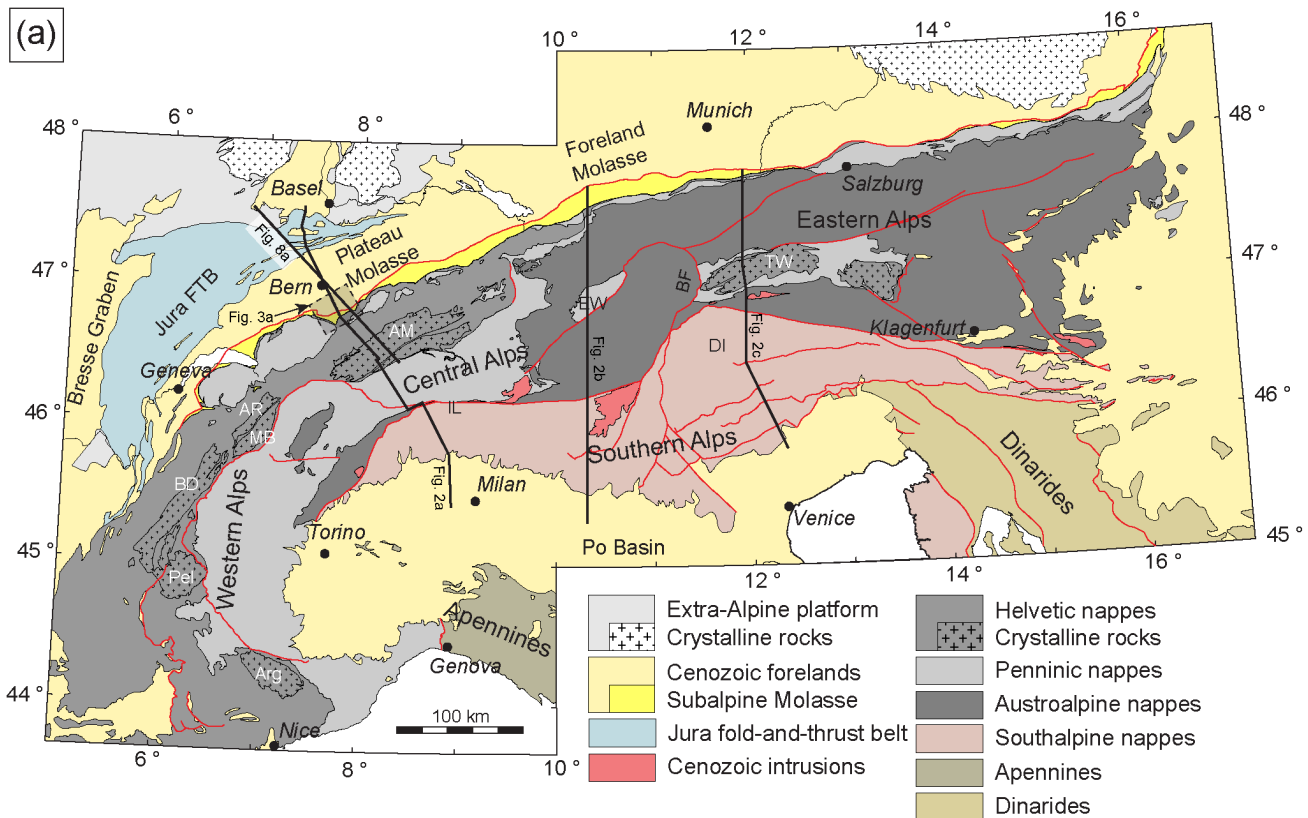 (a)
10 °
12 °
14 °
16 °
48 °
6 °
8 °
48 °
Munich
Foreland
Molasse
Basel
Salzburg
Eastern Alps
Fig. 8a
Plateau
Molasse
47 °
47 °
Bern
TW
BF
EW
Jura FTB
Fig. 3a
AM
Klagenfurt
Bresse Graben
Fig. 2b
Fig. 2c
DI
Geneva
Central Alps
46 °
46 °
AR
IL
MB
Southern Alps
Dinarides
BD
Fig. 2a
Milan
Western Alps
Venice
Torino
45 °
45 °
Po Basin
Pel
12 °
14 °
16 °
Apennines
Genova
Arg
44 °
100 km
Nice
6 °
8 °
10 °
Extra-Alpine platform
Crystalline rocks
Cenozoic forelands
Subalpine Molasse
Jura fold-and-thrust belt
Cenozoic intrusions
Helvetic nappes
Crystalline rocks
Penninic nappes
Austroalpine nappes
Southalpine nappes
Apennines
Dinarides